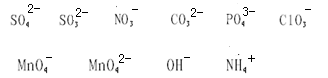 SO₄²⁻ SO₃²⁻ NO₃⁻ CO₃²⁻ PO₄³⁻ ClO₃⁻
MnO₄⁻ MnO₄²⁻ OH⁻ NH₄⁺